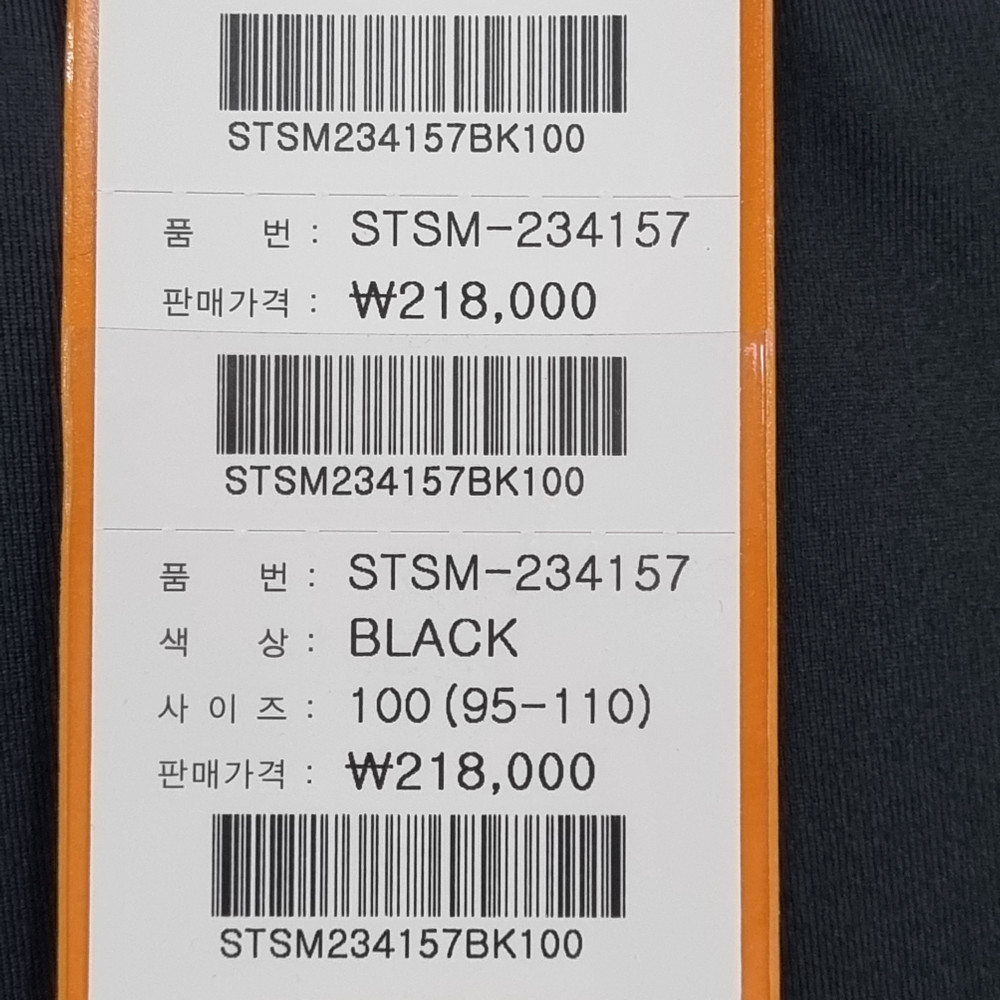 STSM234157BK100
품 번 : STSM-234157
판매가격 : ₩218,000
STSM234157BK100
품 번 : STSM-234157
색 상 : BLACK
사 이 즈 : 100(95-110)
판매가격 : ₩218,000
STSM234157BK100